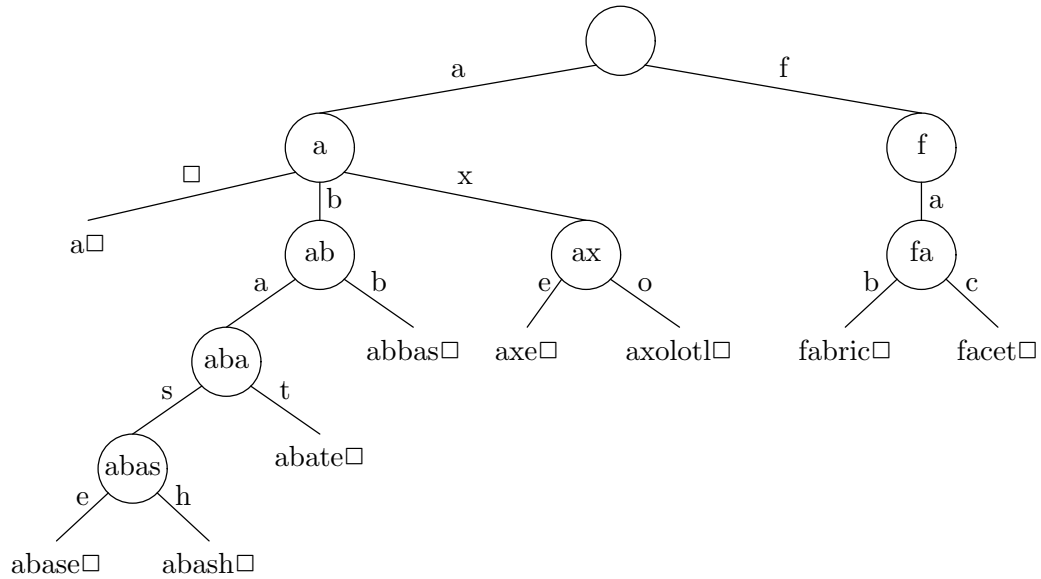 a f
a f
□ b x a
a□ ab ax fa
a b e o b c
aba abbas□ axe□ axolotl□ fabric□ facet□
s t
abas abate□
e h
abase□ abash□